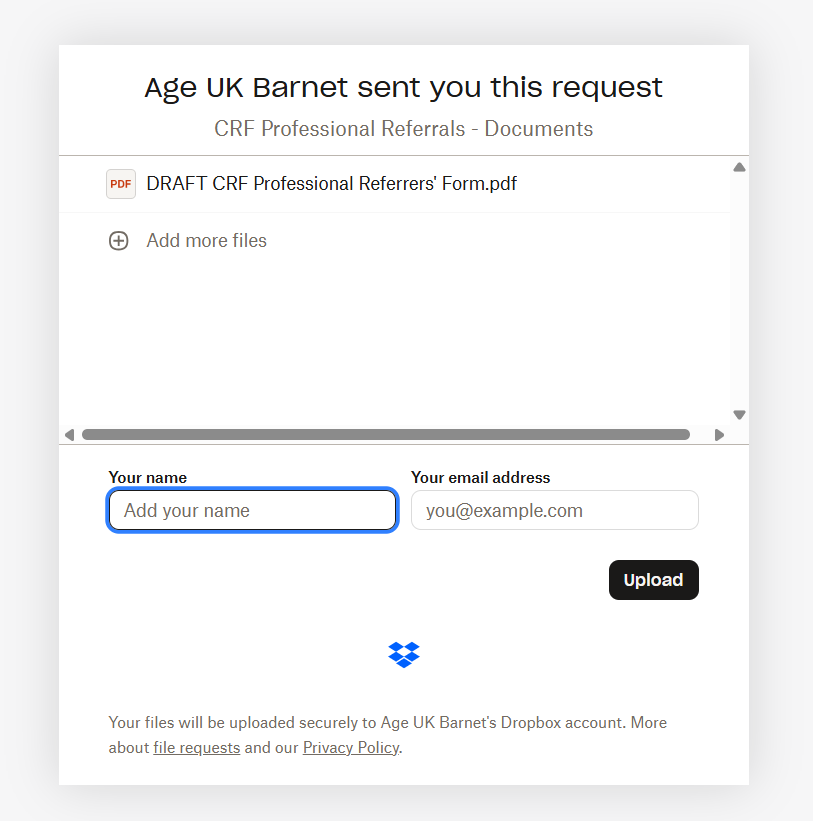 Age UK Barnet sent you this request
CRF Professional Referrals - Documents
PDF DRAFT CRF Professional Referrers' Form.pdf
Add more files
Your name Your email address
Add your name you@example.com
Upload
Your files will be uploaded securely to Age UK Barnet's Dropbox account. More
about file requests and our Privacy Policy.